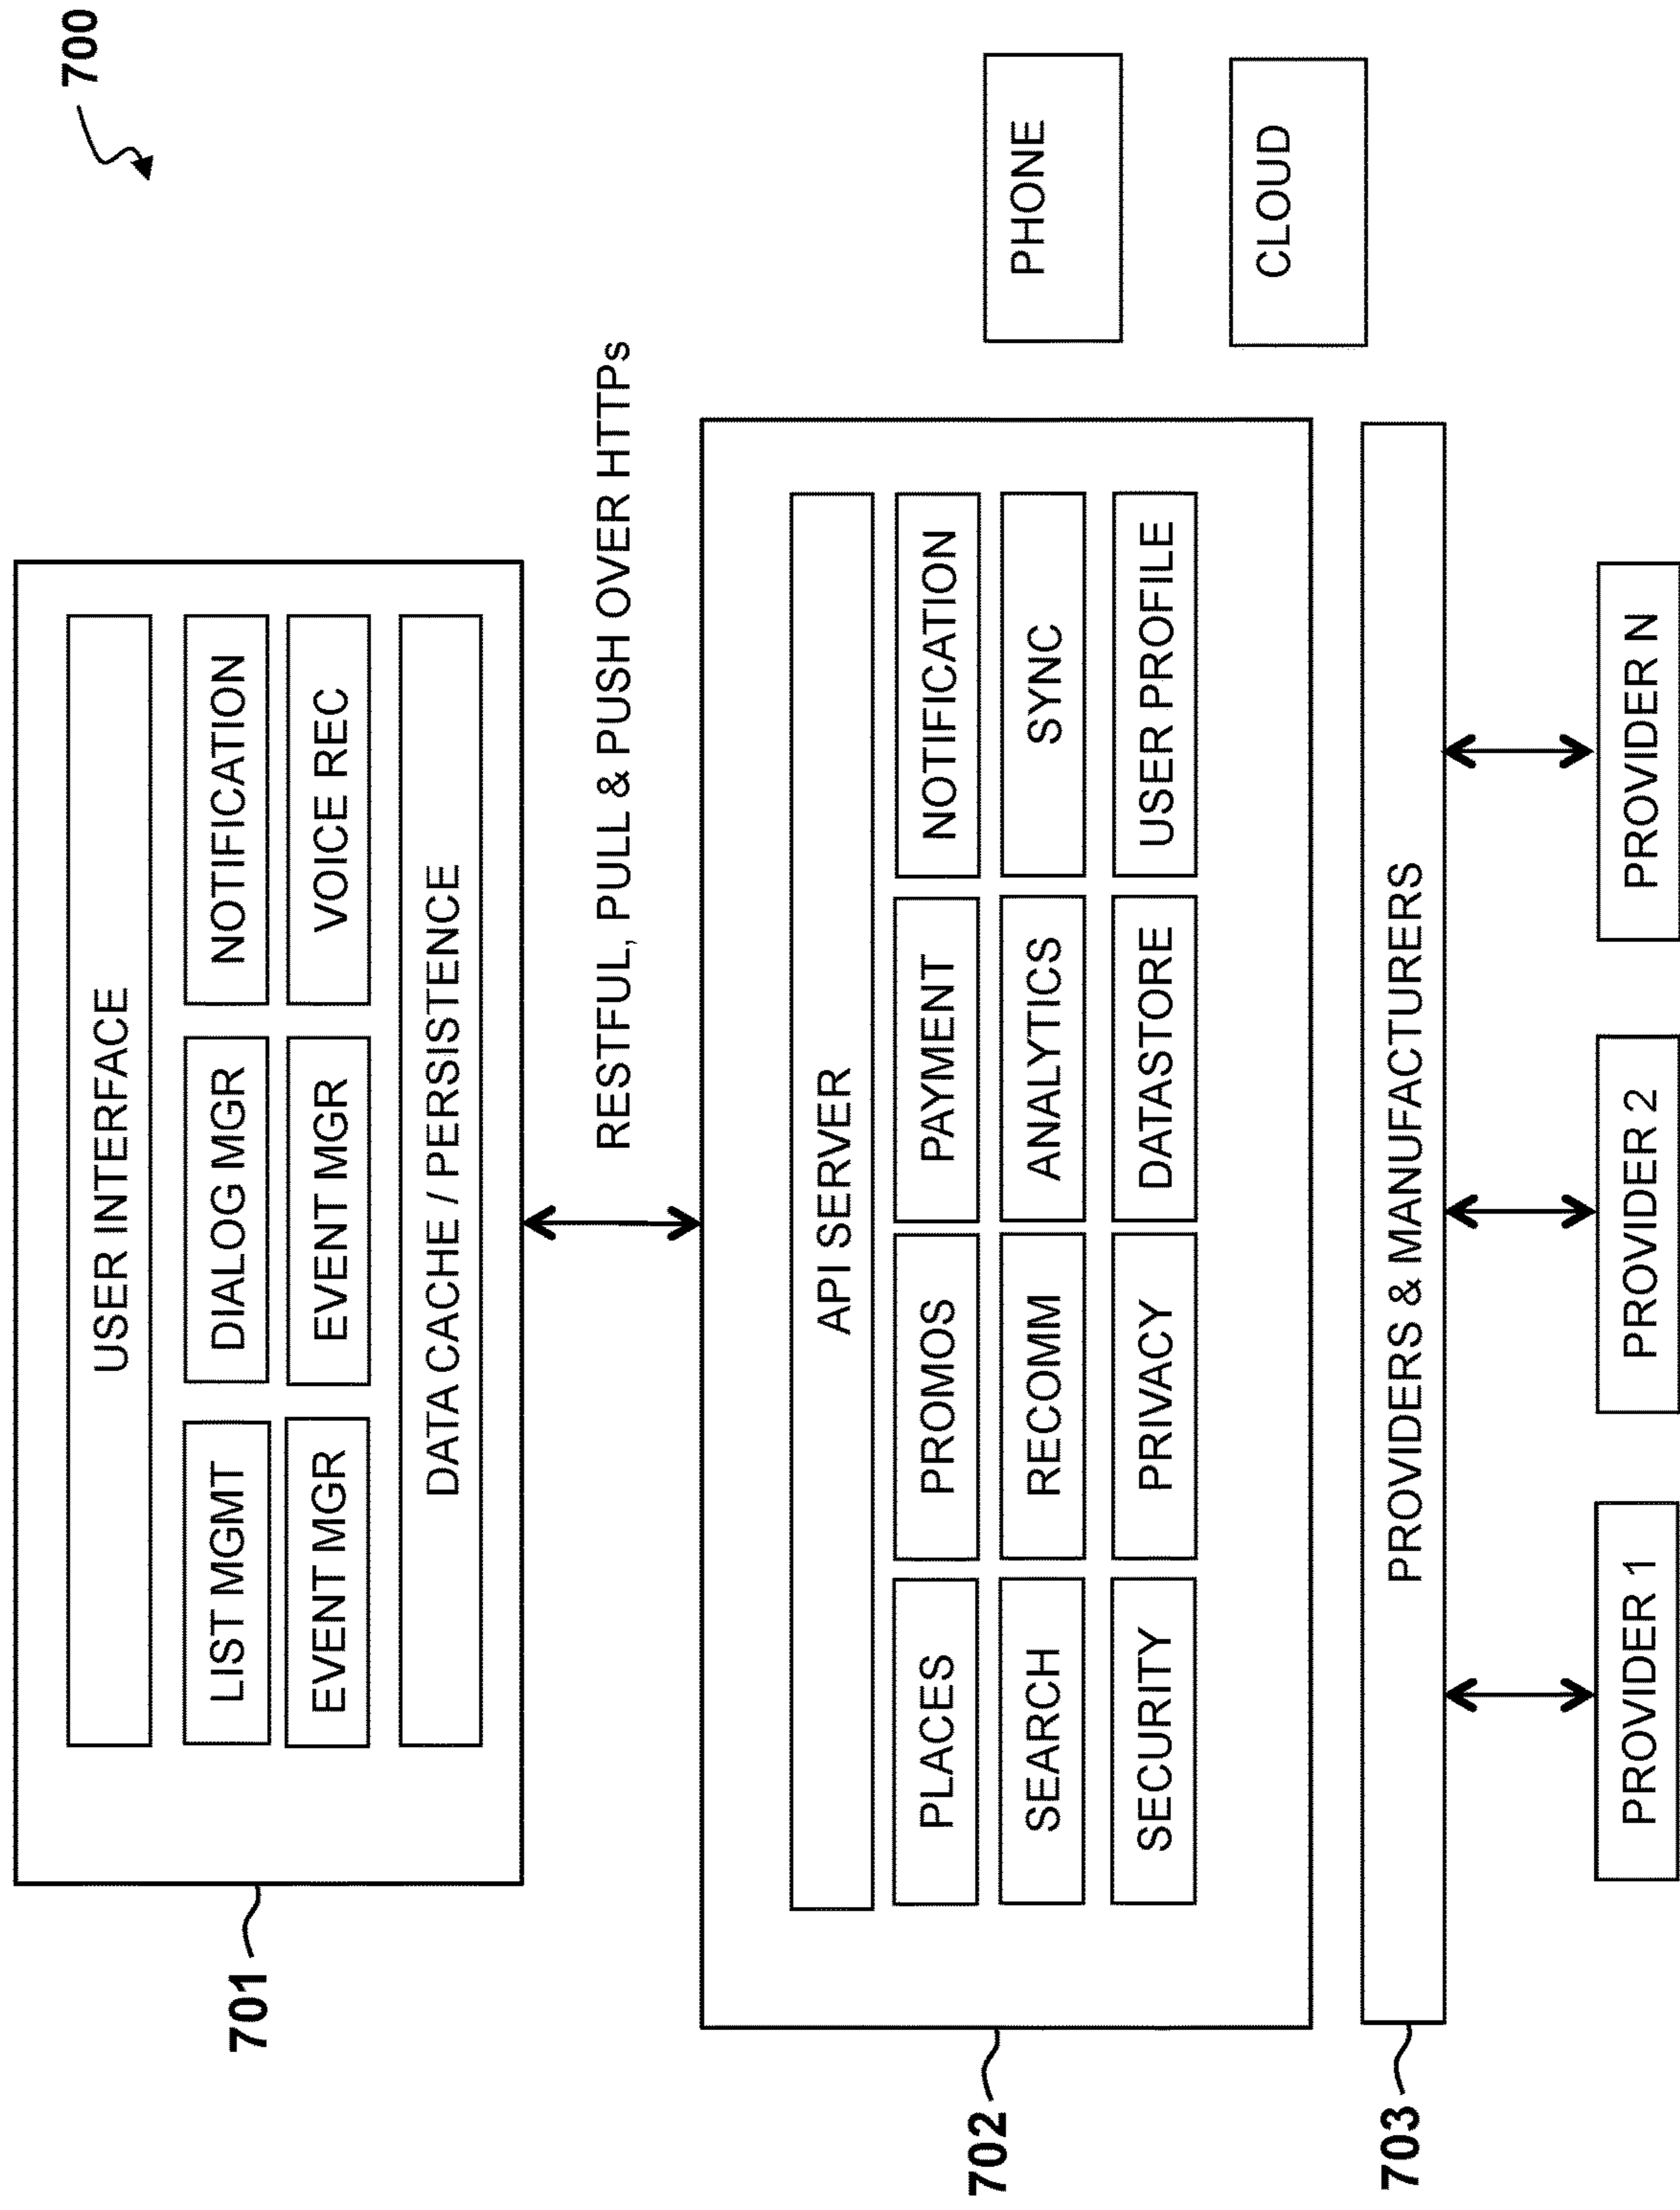 700
701
USER INTERFACE
LIST MGMT
DIALOG MGR
NOTIFICATION
EVENT MGR
EVENT MGR
VOICE REC
DATA CACHE / PERSISTENCE
RESTFUL, PULL & PUSH OVER HTTPs
702
API SERVER
PLACES
PROMOS
PAYMENT
NOTIFICATION
SEARCH
RECOMM
ANALYTICS
SYNC
SECURITY
PRIVACY
DATASTORE
USER PROFILE
PHONE
CLOUD
703
PROVIDERS & MANUFACTURERS
PROVIDER 1
PROVIDER 2
PROVIDER N